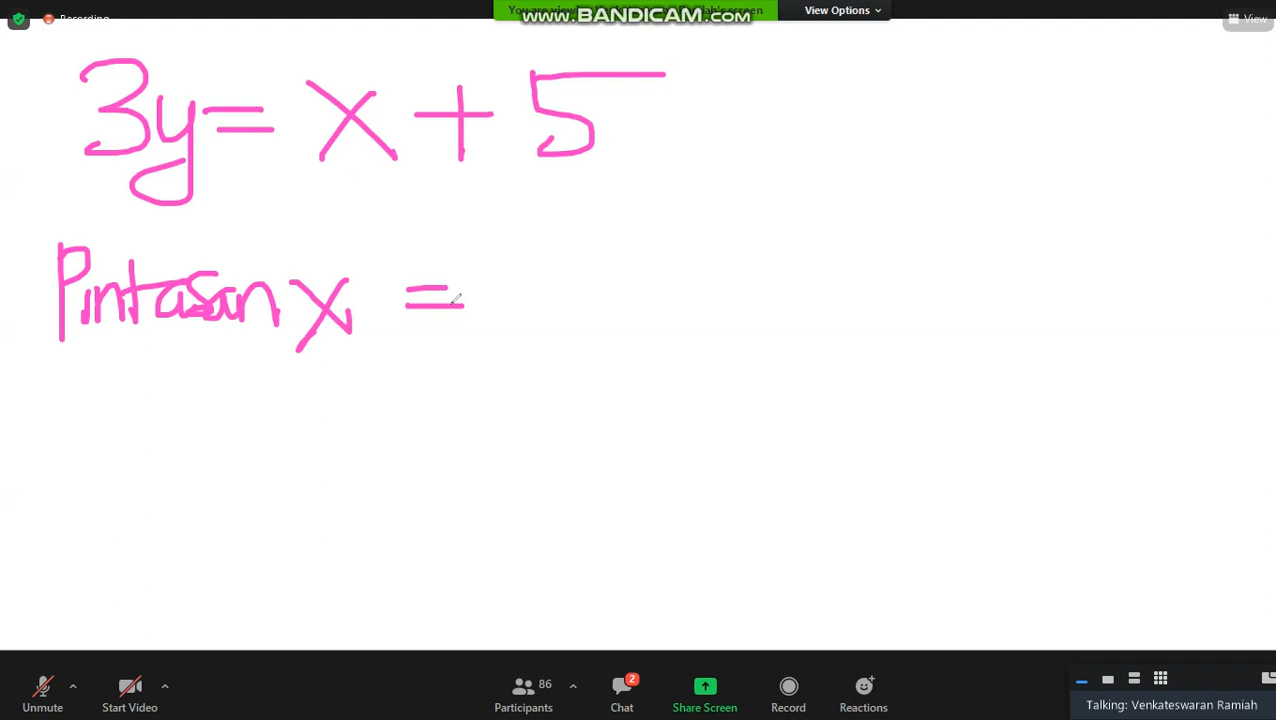 Recording
www.BANDICAM.com
View Options
View
3y = x + 5
Pintasan x =
Unmute
Start Video
86
Participants
2
Chat
Share Screen
Record
Reactions
Talking: Venkateswaran Ramiah